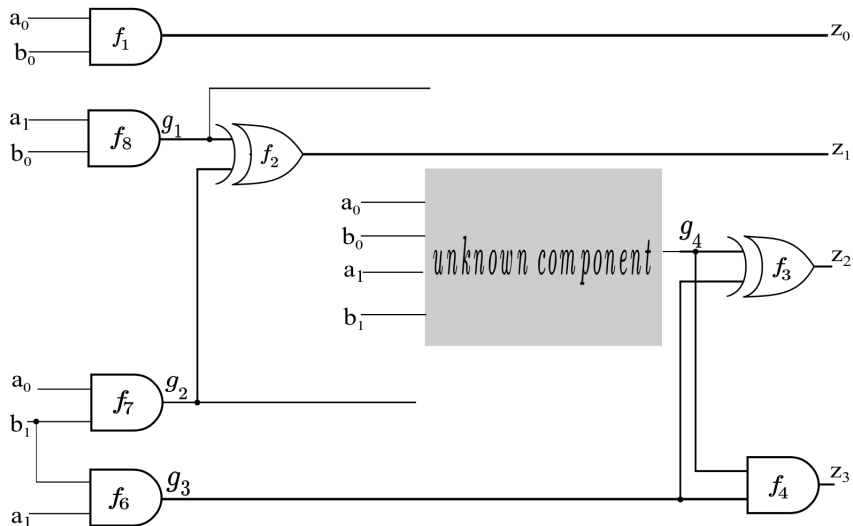 a₀
b₀
f₁
z₀
a₁
b₀
f₈
g₁
f₂
z₁
a₀
b₀
a₁
b₁
unknown component
g₄
f₃
z₂
a₀
b₁
f₇
g₂
f₆
g₃
a₁
f₄
z₃